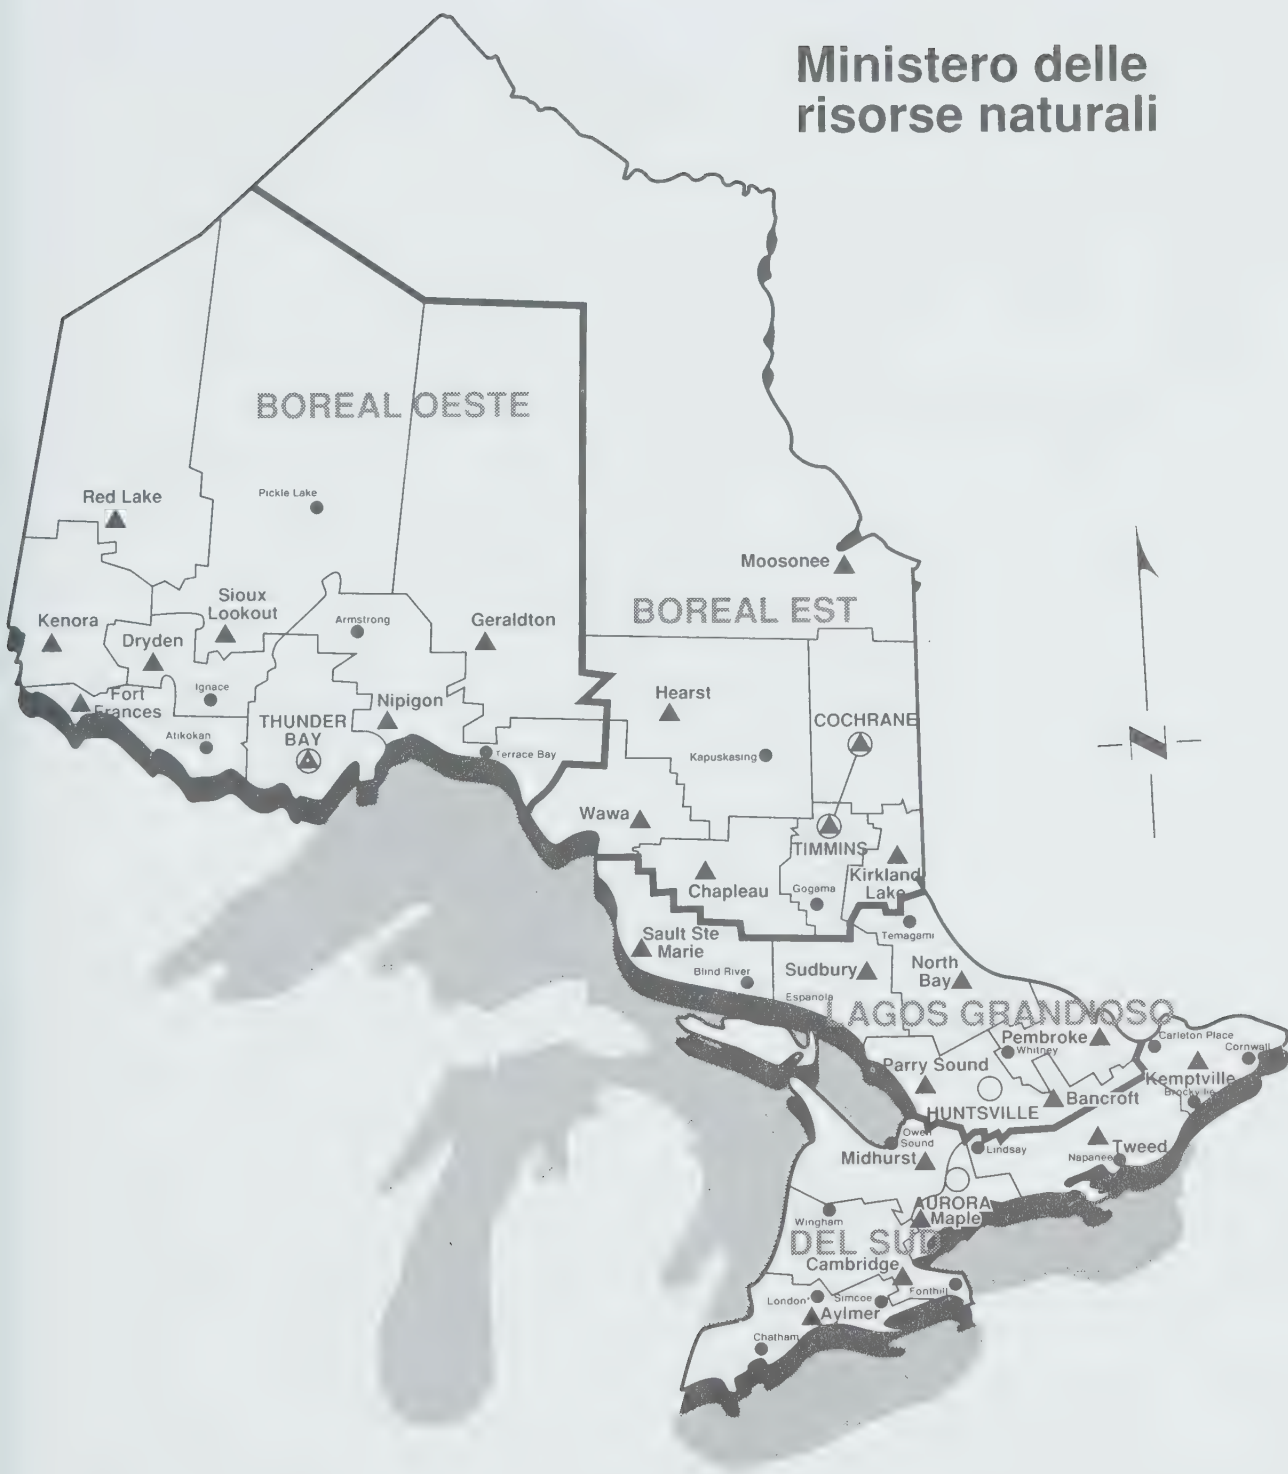 Ministero delle
risorse naturali
BOREAL OESTE
Red Lake
Pickle Lake
Moosonee
BOREAL EST
Sioux
Lookout
Kenora
Dryden
Armstrong
Geraldton
Ignace
Fort
Frances
Nipigon
Hearst
THUNDER
BAY
COCHRANE
Atikokan
Terrace Bay
Kapuskasing
Wawa
TIMMINS
Chapleau
Gogama
Kirkland
Lake
Temagami
Sault Ste
Marie
Blind River
Sudbury
North
Bay
Espanola
LAGOS GRANDIOSO
Pembroke
Whitney
Carleton Place
Cornwall
Parry Sound
Kemptville
Brockville
HUNTSVILLE
Bancroft
Owen
Sound
Midhurst
Lindsay
Napanee
Tweed
AURORA
Maple
Wingham
DEL SUD
Cambridge
London
Simcoe
Fonthill
Aylmer
Chatham
N